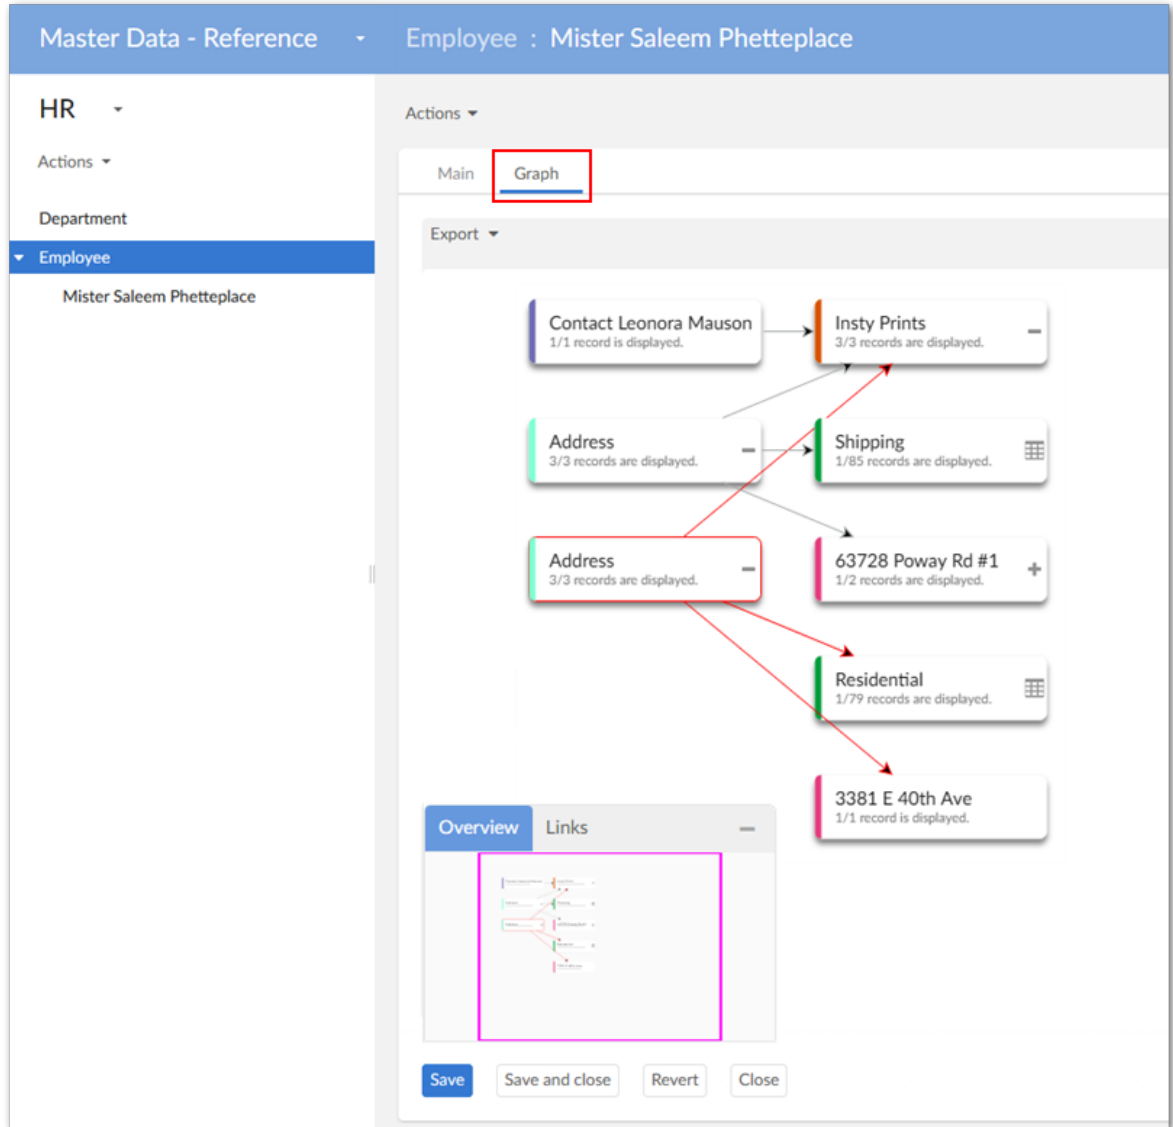 Master Data - Reference
Employee : Mister Saleem Phetteplace
HR
Actions
Department
Employee
Mister Saleem Phetteplace
Actions
Main
Graph
Export
Contact Leonora Mauson
1/1 record is displayed.
Insty Prints
3/3 records are displayed.
Address
3/3 records are displayed.
Shipping
1/85 records are displayed.
Address
3/3 records are displayed.
63728 Poway Rd #1
1/2 records are displayed.
Residential
1/79 records are displayed.
3381 E 40th Ave
1/1 record is displayed.
Overview
Links
Save
Save and close
Revert
Close